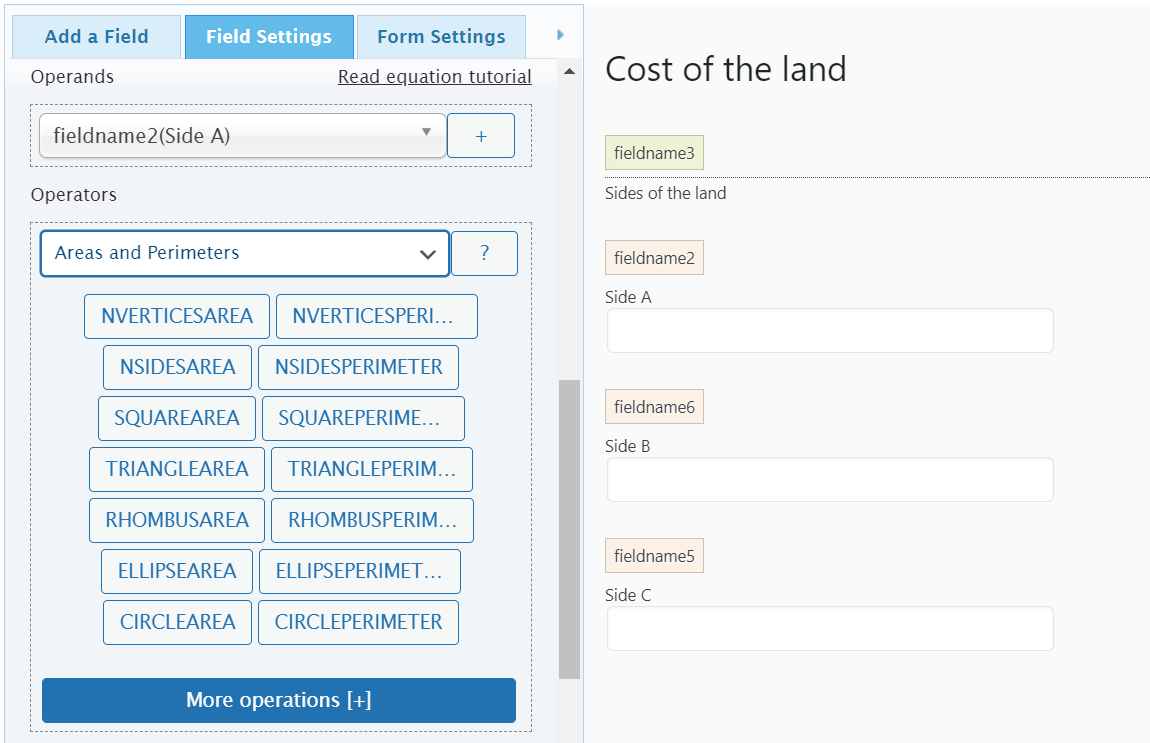 Add a Field
Field Settings
Form Settings
Operands
Read equation tutorial
fieldname2(Side A)
+
Operators
Areas and Perimeters
?
NVERTICESAREA
NVERTICESPERI...
NSIDESAREA
NSIDESPERIMETER
SQUAREAREA
SQUAREPERIME...
TRIANGLEAREA
TRIANGLEPERIM...
RHOMBUSAREA
RHOMBUSPERIM...
ELLIPSEAREA
ELLIPSEPERIMET...
CIRCLEAREA
CIRCLEPERIMETER
More operations [+]
Cost of the land
fieldname3
Sides of the land
fieldname2
Side A
fieldname6
Side B
fieldname5
Side C